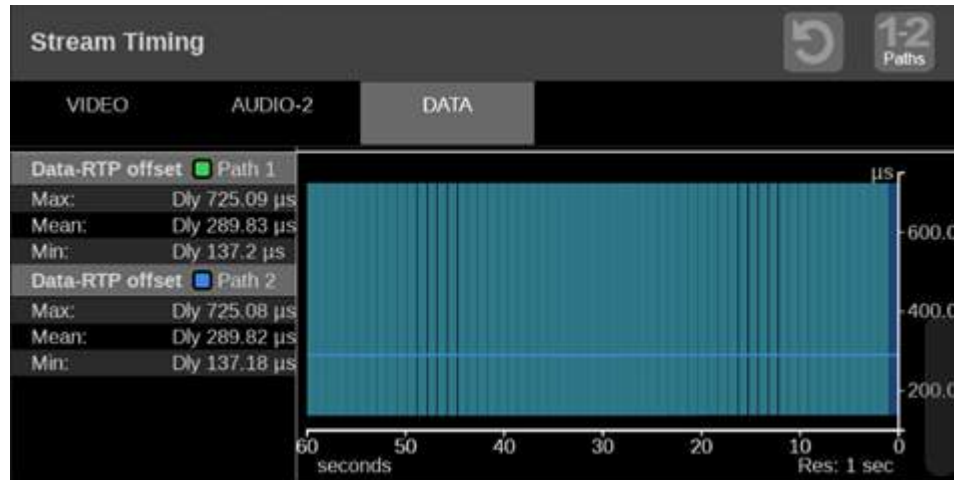 Stream Timing
1-2
Paths
VIDEO AUDIO-2 DATA
Data-RTP offset Path 1
Max: Dly 725.09 µs
Mean: Dly 289.83 µs
Min: Dly 137.2 µs
Data-RTP offset Path 2
Max: Dly 725.08 µs
Mean: Dly 289.82 µs
Min: Dly 137.18 µs
µs
600.0
400.0
200.0
60 50 40 30 20 10 0
seconds Res: 1 sec